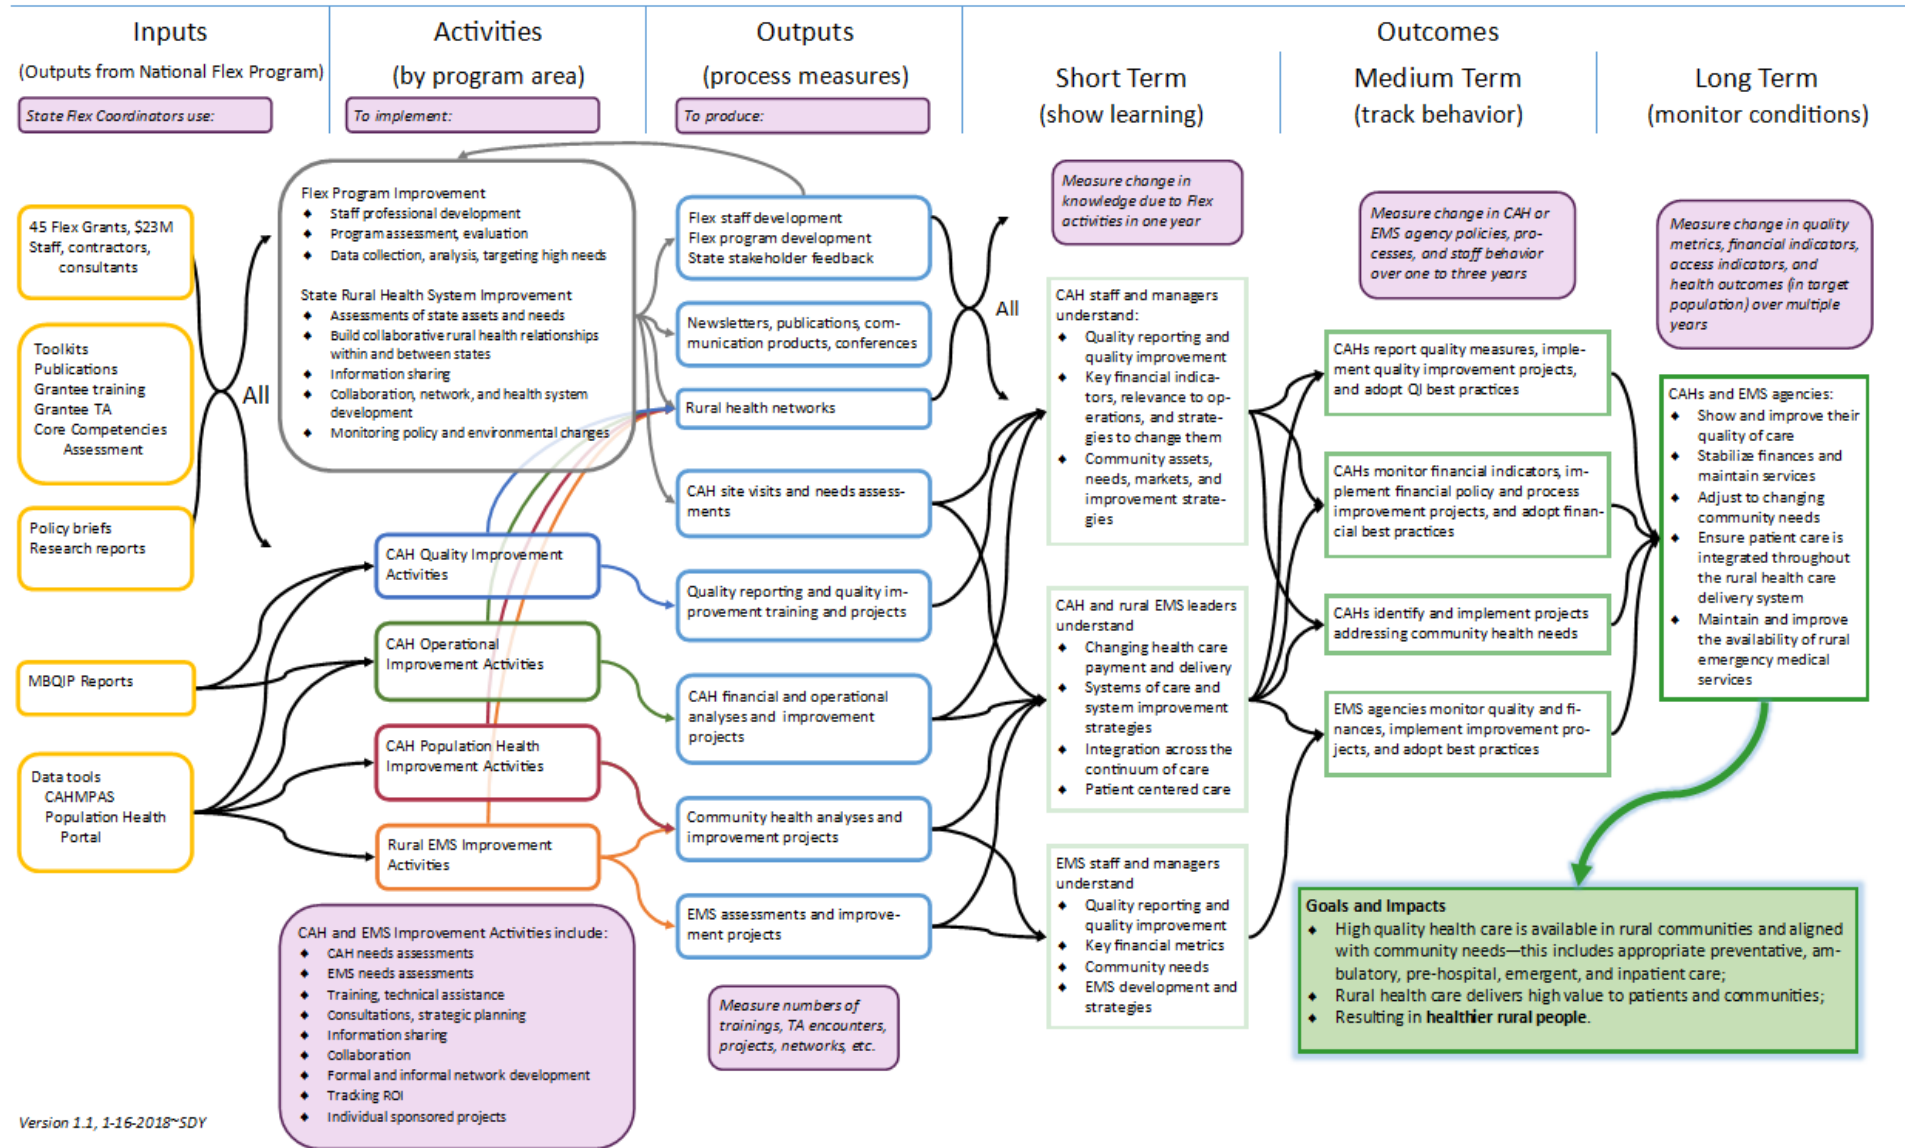 Inputs
(Outputs from National Flex Program)
State Flex Coordinators use:
45 Flex Grants, $23M
Staff, contractors,
consultants
Toolkits
Publications
Grantee training
Grantee TA
Core Competencies
Assessment
Policy briefs
Research reports
All
MBQIP Reports
Data tools
CAHMPAS
Population Health
Portal
Version 1.1, 1-16-2018~SDY
Activities
(by program area)
To implement:
Flex Program Improvement
◆ Staff professional development
◆ Program assessment, evaluation
◆ Data collection, analysis, targeting high needs
State Rural Health System Improvement
◆ Assessments of state assets and needs
◆ Build collaborative rural health relationships
within and between states
◆ Information sharing
◆ Collaboration, network, and health system
development
◆ Monitoring policy and environmental changes
CAH Quality Improvement
Activities
CAH Operational
Improvement Activities
CAH Population Health
Improvement Activities
Rural EMS Improvement
Activities
CAH and EMS Improvement Activities include:
◆ CAH needs assessments
◆ EMS needs assessments
◆ Training, technical assistance
◆ Consultations, strategic planning
◆ Information sharing
◆ Collaboration
◆ Formal and informal network development
◆ Tracking ROI
◆ Individual sponsored projects
Outputs
(process measures)
To produce:
Flex staff development
Flex program development
State stakeholder feedback
Newsletters, publications, com-
munication products, conferences
Rural health networks
All
CAH site visits and needs assess-
ments
Quality reporting and quality im-
provement training and projects
CAH financial and operational
analyses and improvement
projects
Community health analyses and
improvement projects
EMS assessments and improve-
ment projects
Measure numbers of
trainings, TA encounters,
projects, networks, etc.
Outcomes
Short Term
(show learning)
Measure change in
knowledge due to Flex
activities in one year
CAH staff and managers
understand:
◆ Quality reporting and
quality improvement
◆ Key financial indica-
tors, relevance to op-
erations, and strate-
gies to change them
◆ Community assets,
needs, markets, and
improvement strate-
gies
CAH and rural EMS leaders
understand
◆ Changing health care
payment and delivery
◆ Systems of care and
system improvement
strategies
◆ Integration across the
continuum of care
◆ Patient centered care
EMS staff and managers
understand
◆ Quality reporting and
quality improvement
◆ Key financial metrics
◆ Community needs
◆ EMS development and
strategies
Medium Term
(track behavior)
Measure change in CAH or
EMS agency policies, pro-
cesses, and staff behavior
over one to three years
CAHs report quality measures, imple-
ment quality improvement projects,
and adopt QI best practices
CAHs monitor financial indicators, im-
plement financial policy and process
improvement projects, and adopt finan-
cial best practices
CAHs identify and implement projects
addressing community health needs
EMS agencies monitor quality and fi-
nances, implement improvement pro-
jects, and adopt best practices
Long Term
(monitor conditions)
Measure change in quality
metrics, financial indicators,
access indicators, and
health outcomes (in target
population) over multiple
years
CAHs and EMS agencies:
◆ Show and improve their
quality of care
◆ Stabilize finances and
maintain services
◆ Adjust to changing
community needs
◆ Ensure patient care is
integrated throughout
the rural health care
delivery system
◆ Maintain and improve
the availability of rural
emergency medical
services
Goals and Impacts
◆ High quality health care is available in rural communities and aligned
with community needs—this includes appropriate preventative, am-
bulatory, pre-hospital, emergent, and inpatient care;
◆ Rural health care delivers high value to patients and communities;
◆ Resulting in healthier rural people.